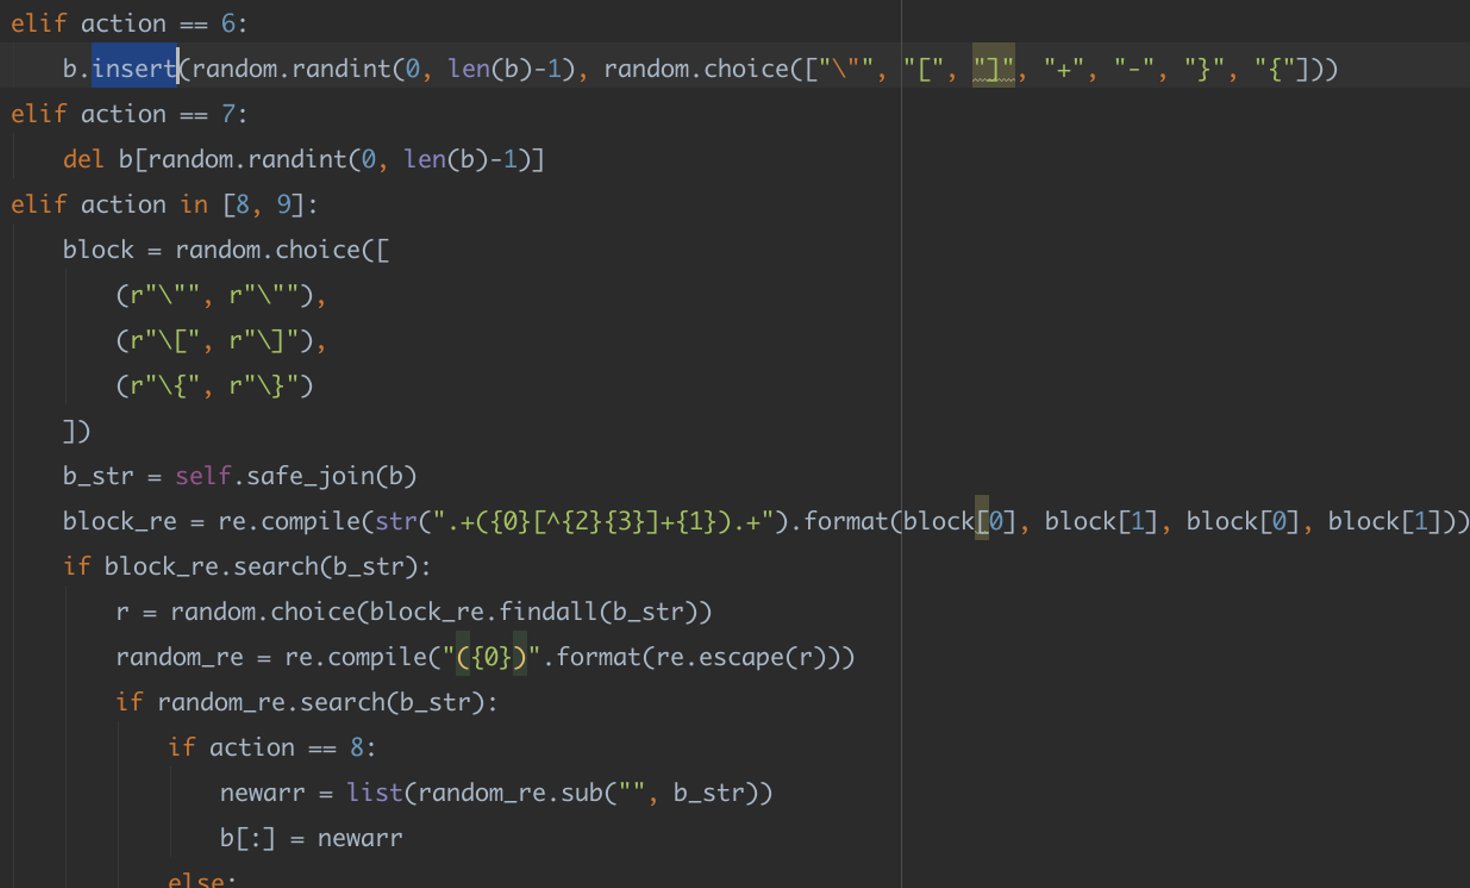 elif action == 6:
    b.insert(random.randint(0, len(b)-1), random.choice(["\"", "[", "]", "+", "-", "}", "{"]))
elif action == 7:
    del b[random.randint(0, len(b)-1)]
elif action in [8, 9]:
    block = random.choice([
        (r"\"", r"\""),
        (r"\[", r"\]"),
        (r"\{", r"\}")
    ])
    b_str = self.safe_join(b)
    block_re = re.compile(str(".+({0}[^{2}{3}]+{1}).+").format(block[0], block[1], block[0], block[1]))
    if block_re.search(b_str):
        r = random.choice(block_re.findall(b_str))
        random_re = re.compile("({0})".format(re.escape(r)))
        if random_re.search(b_str):
            if action == 8:
                newarr = list(random_re.sub("", b_str))
                b[:] = newarr
            else: